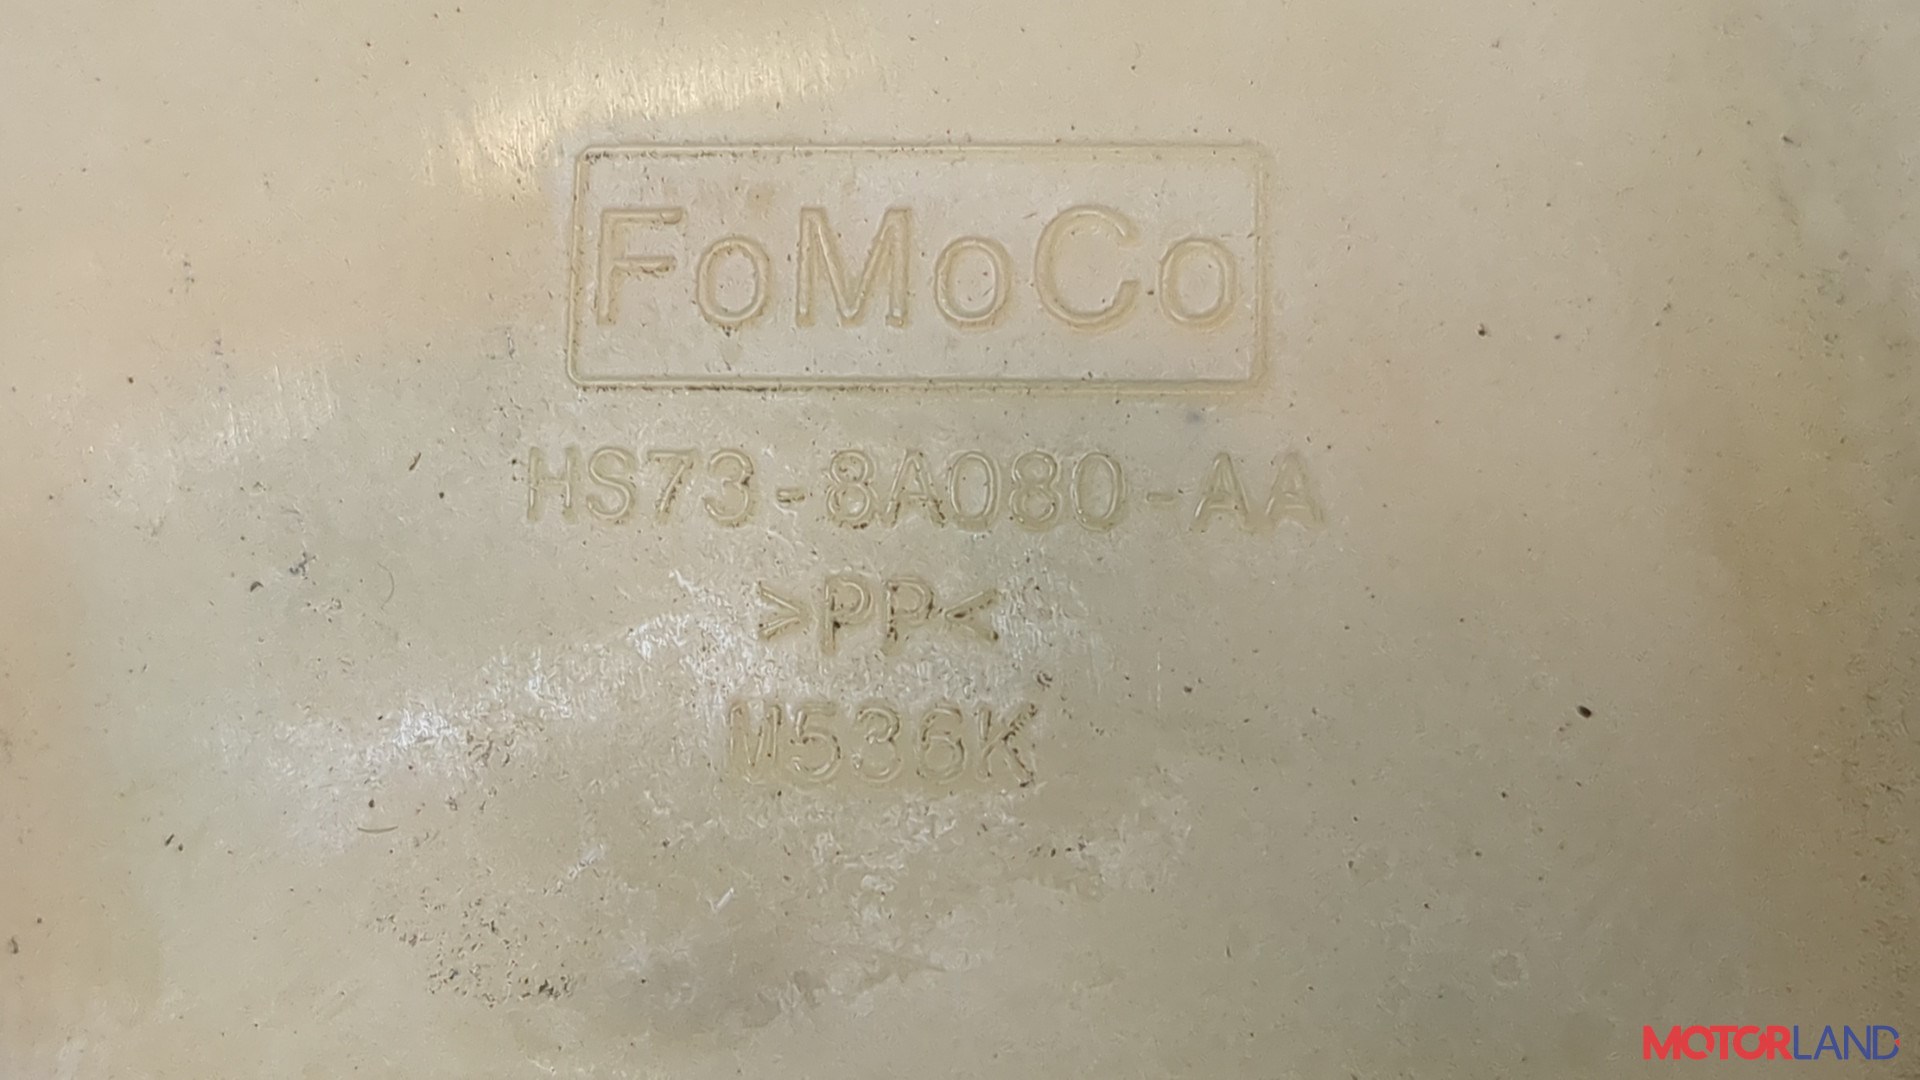 FoMoCo
HS73-8A080-AA
>PP<
M536K
MOTORLAND